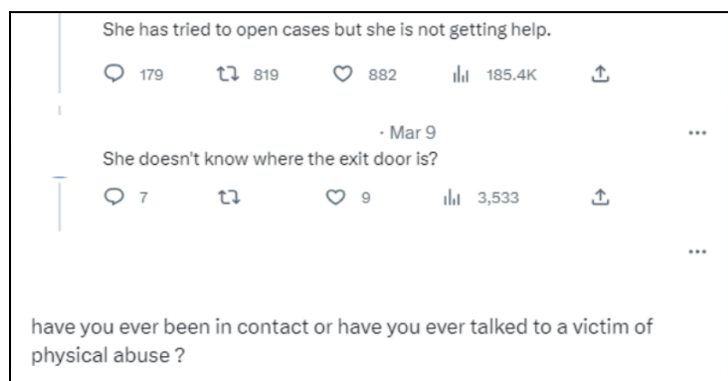 She has tried to open cases but she is not getting help.
179 819 882 185.4K
· Mar 9
She doesn't know where the exit door is?
7 9 3,533
have you ever been in contact or have you ever talked to a victim of
physical abuse ?